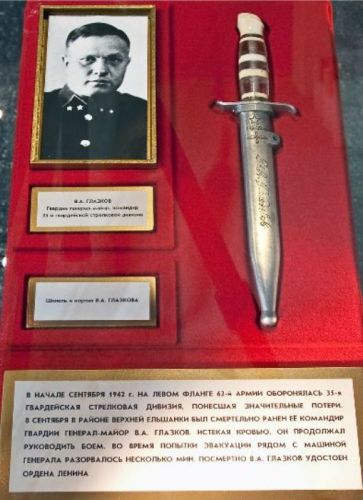 В.А. ГЛАЗКОВ
Гвардии генерал-майор, командир
35-й гвардейской стрелковой дивизии
Шинель и кортик В.А. ГЛАЗКОВА
В НАЧАЛЕ СЕНТЯБРЯ 1942 г. НА ЛЕВОМ ФЛАНГЕ 62-й АРМИИ ОБОРОНЯЛАСЬ 35-я
ГВАРДЕЙСКАЯ СТРЕЛКОВАЯ ДИВИЗИЯ, ПОНЕСШАЯ ЗНАЧИТЕЛЬНЫЕ ПОТЕРИ.
8 СЕНТЯБРЯ В РАЙОНЕ ВЕРХНЕЙ ЕЛЬШАНКИ БЫЛ СМЕРТЕЛЬНО РАНЕН ЕЁ КОМАНДИР
ГВАРДИИ ГЕНЕРАЛ-МАЙОР В.А. ГЛАЗКОВ. ИСТЕКАЯ КРОВЬЮ, ОН ПРОДОЛЖАЛ
РУКОВОДИТЬ БОЕМ. ВО ВРЕМЯ ПОПЫТКИ ЭВАКУАЦИИ РЯДОМ С МАШИНОЙ
ГЕНЕРАЛА РАЗОРВАЛОСЬ НЕСКОЛЬКО МИН. ПОСМЕРТНО В.А. ГЛАЗКОВ УДОСТОЕН
ОРДЕНА ЛЕНИНА